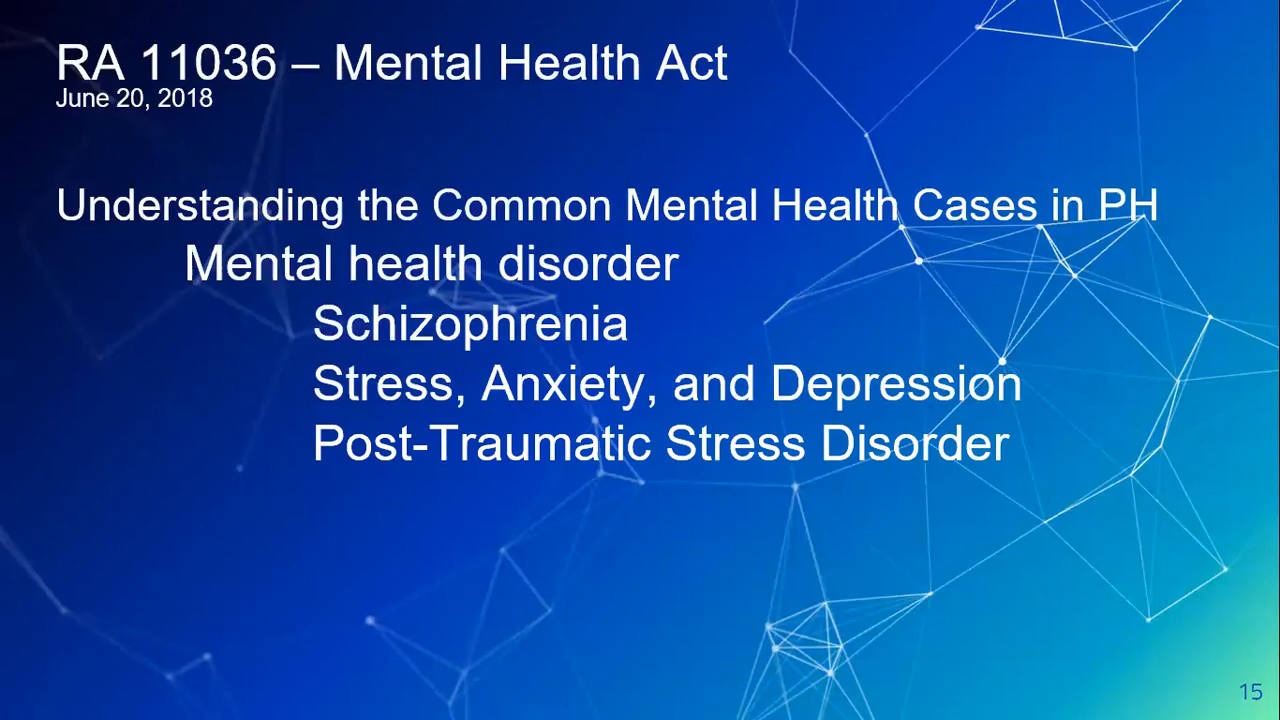 RA 11036 – Mental Health Act
June 20, 2018
Understanding the Common Mental Health Cases in PH
Mental health disorder
Schizophrenia
Stress, Anxiety, and Depression
Post-Traumatic Stress Disorder
15